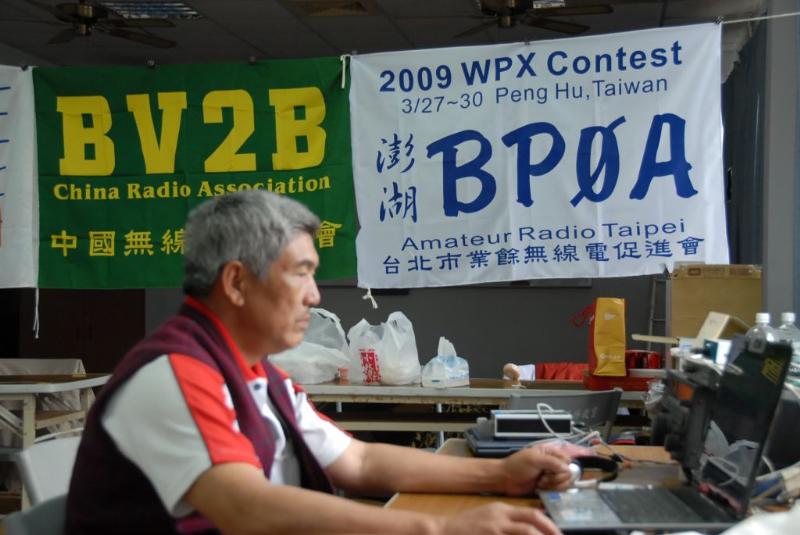 BV2B
China Radio Association
中國無線 會
2009 WPX Contest
3/27~30 Peng Hu,Taiwan
澎湖
BPØA
Amateur Radio Taipei
台北市業餘無線電促進會